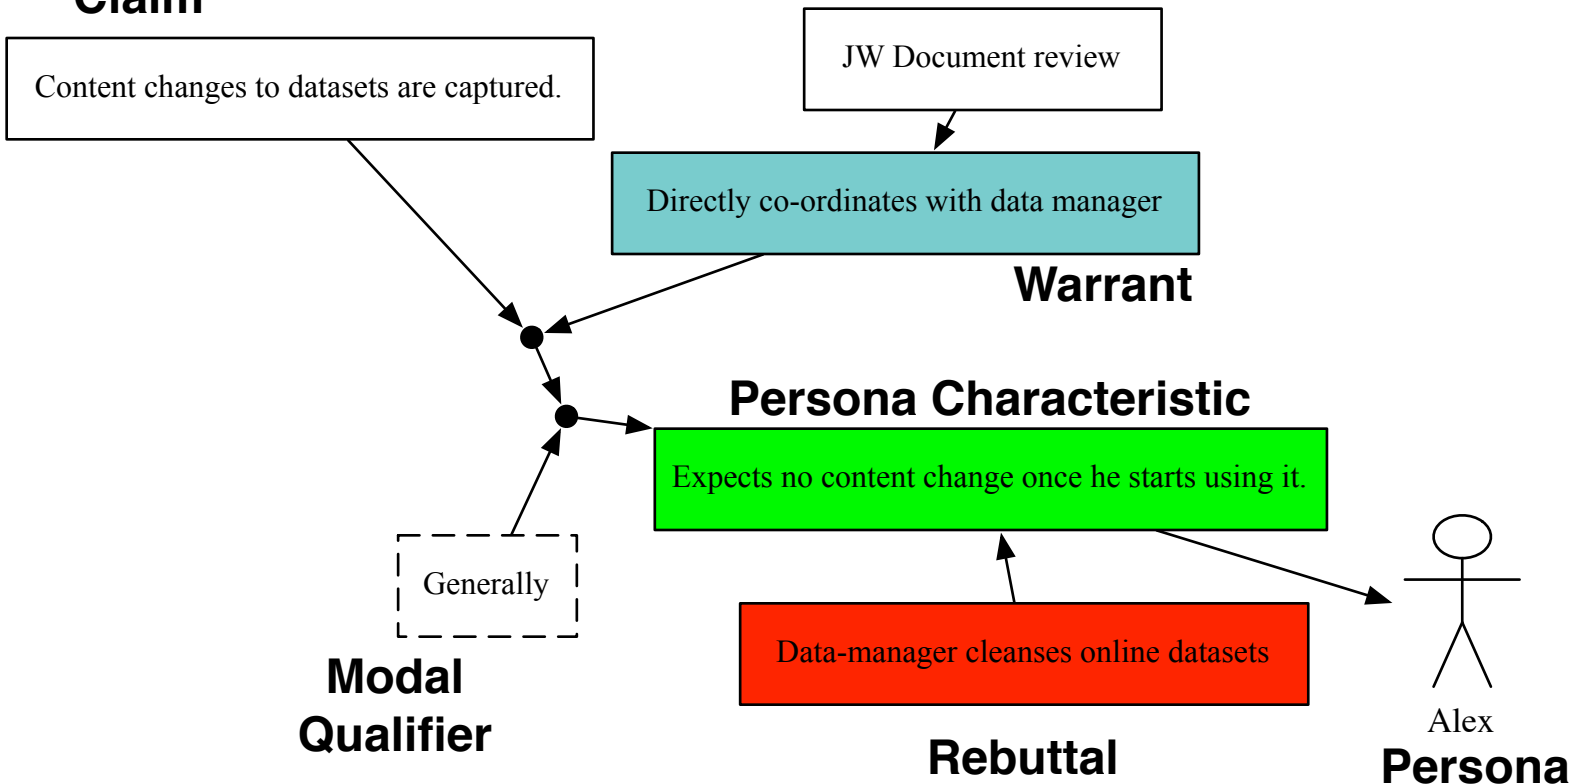 Claim
Content changes to datasets are captured.
JW Document review
Directly co-ordinates with data manager
Warrant
Persona Characteristic
Expects no content change once he starts using it.
Generally
Modal
Qualifier
Data-manager cleanses online datasets
Rebuttal
Alex
Persona